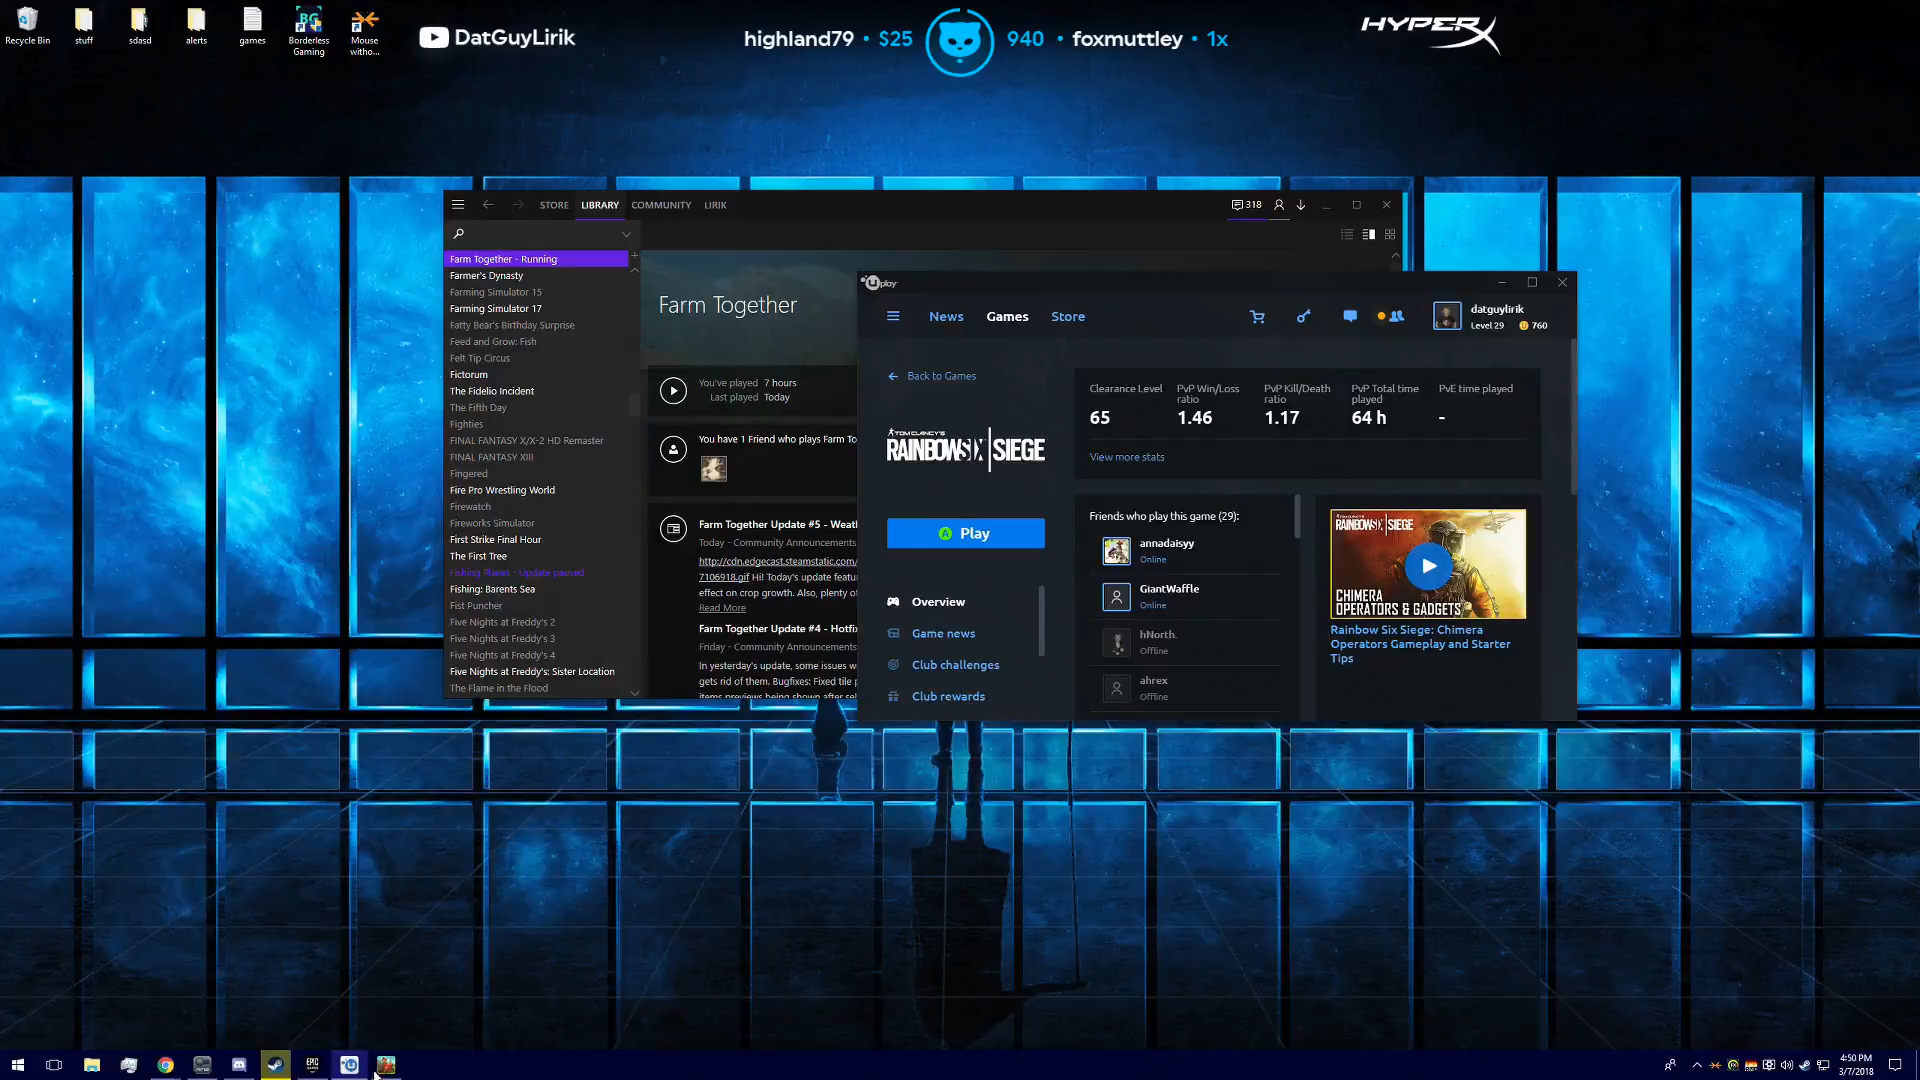 Recycle Bin
stuff
sdasd
alerts
games
Borderless Gaming
Mouse witho...
DatGuyLirik
highland79 • $25
940 • foxmuttley • 1x
HYPERX
STORE LIBRARY COMMUNITY LIRIK
318
Farm Together - Running
Farmer's Dynasty
Farming Simulator 15
Farming Simulator 17
Fatty Bear's Birthday Surprise
Feed and Grow: Fish
Felt Tip Circus
Fictorum
The Fidelio Incident
The Fifth Day
Fighties
FINAL FANTASY X/X-2 HD Remaster
FINAL FANTASY XIII
Fingered
Fire Pro Wrestling World
Firewatch
Fireworks Simulator
First Strike Final Hour
The First Tree
Fishing Planet - Update paused
Fishing: Barents Sea
Fist Puncher
Five Nights at Freddy's 2
Five Nights at Freddy's 3
Five Nights at Freddy's 4
Five Nights at Freddy's: Sister Location
The Flame in the Flood
Farm Together
You've played 7 hours
Last played Today
You have 1 Friend who plays Farm To
Farm Together Update #5 - Weat
Today - Community Announcements
http://cdn.edgecast.steamstatic.com/
7106918.gif Hi! Today's update featu
effect on crop growth. Also, plenty of
Read More
Farm Together Update #4 - Hotfix
Friday - Community Announcements
In yesterday's update, some issues w
gets rid of them. Bugfixes: Fixed tile p
items previews being shown after sel
uplay
News Games Store
datguylirik
Level 29 760
Back to Games
TOM CLANCY'S
RAINBOWSIX SIEGE
Play
Overview
Game news
Club challenges
Club rewards
Clearance Level
65
PvP Win/Loss ratio
1.46
PvP Kill/Death ratio
1.17
PvP Total time played
64 h
PvE time played
-
View more stats
Friends who play this game (29):
annadaisyy
Online
GiantWaffle
Online
hNorth.
Offline
ahrex
Offline
RAINBOWSIX SIEGE
CHIMERA
OPERATORS & GADGETS
Rainbow Six Siege: Chimera
Operators Gameplay and Starter
Tips
EPIC GAMES
4:50 PM
3/7/2018